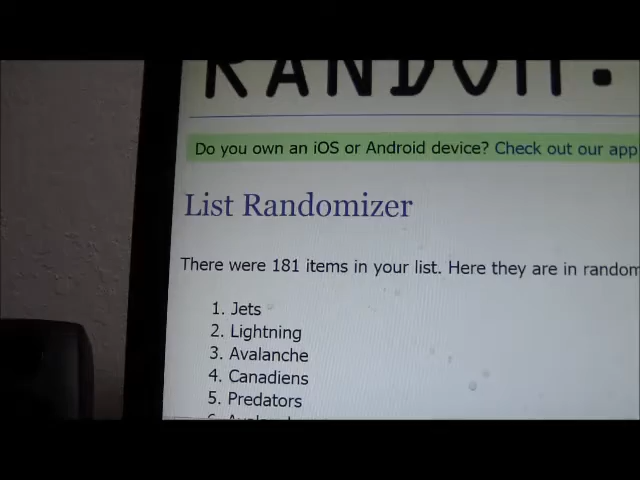 RANDOM.
Do you own an iOS or Android device? Check out our app
List Randomizer
There were 181 items in your list. Here they are in random
1. Jets
2. Lightning
3. Avalanche
4. Canadiens
5. Predators